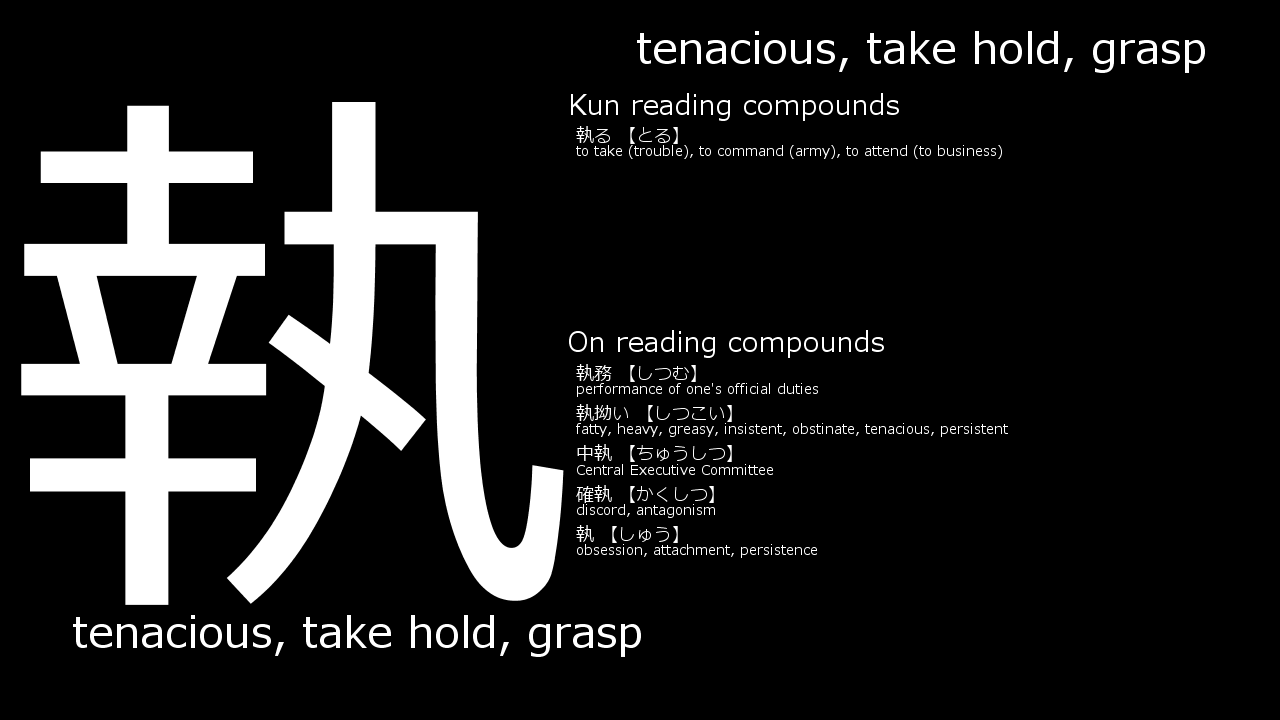 tenacious, take hold, grasp
執
Kun reading compounds
執る 【とる】
to take (trouble), to command (army), to attend (to business)
On reading compounds
執務 【しつむ】
performance of one's official duties
執拗い 【しつこい】
fatty, heavy, greasy, insistent, obstinate, tenacious, persistent
中執 【ちゅうしつ】
Central Executive Committee
確執 【かくしつ】
discord, antagonism
執 【しゅう】
obsession, attachment, persistence
tenacious, take hold, grasp